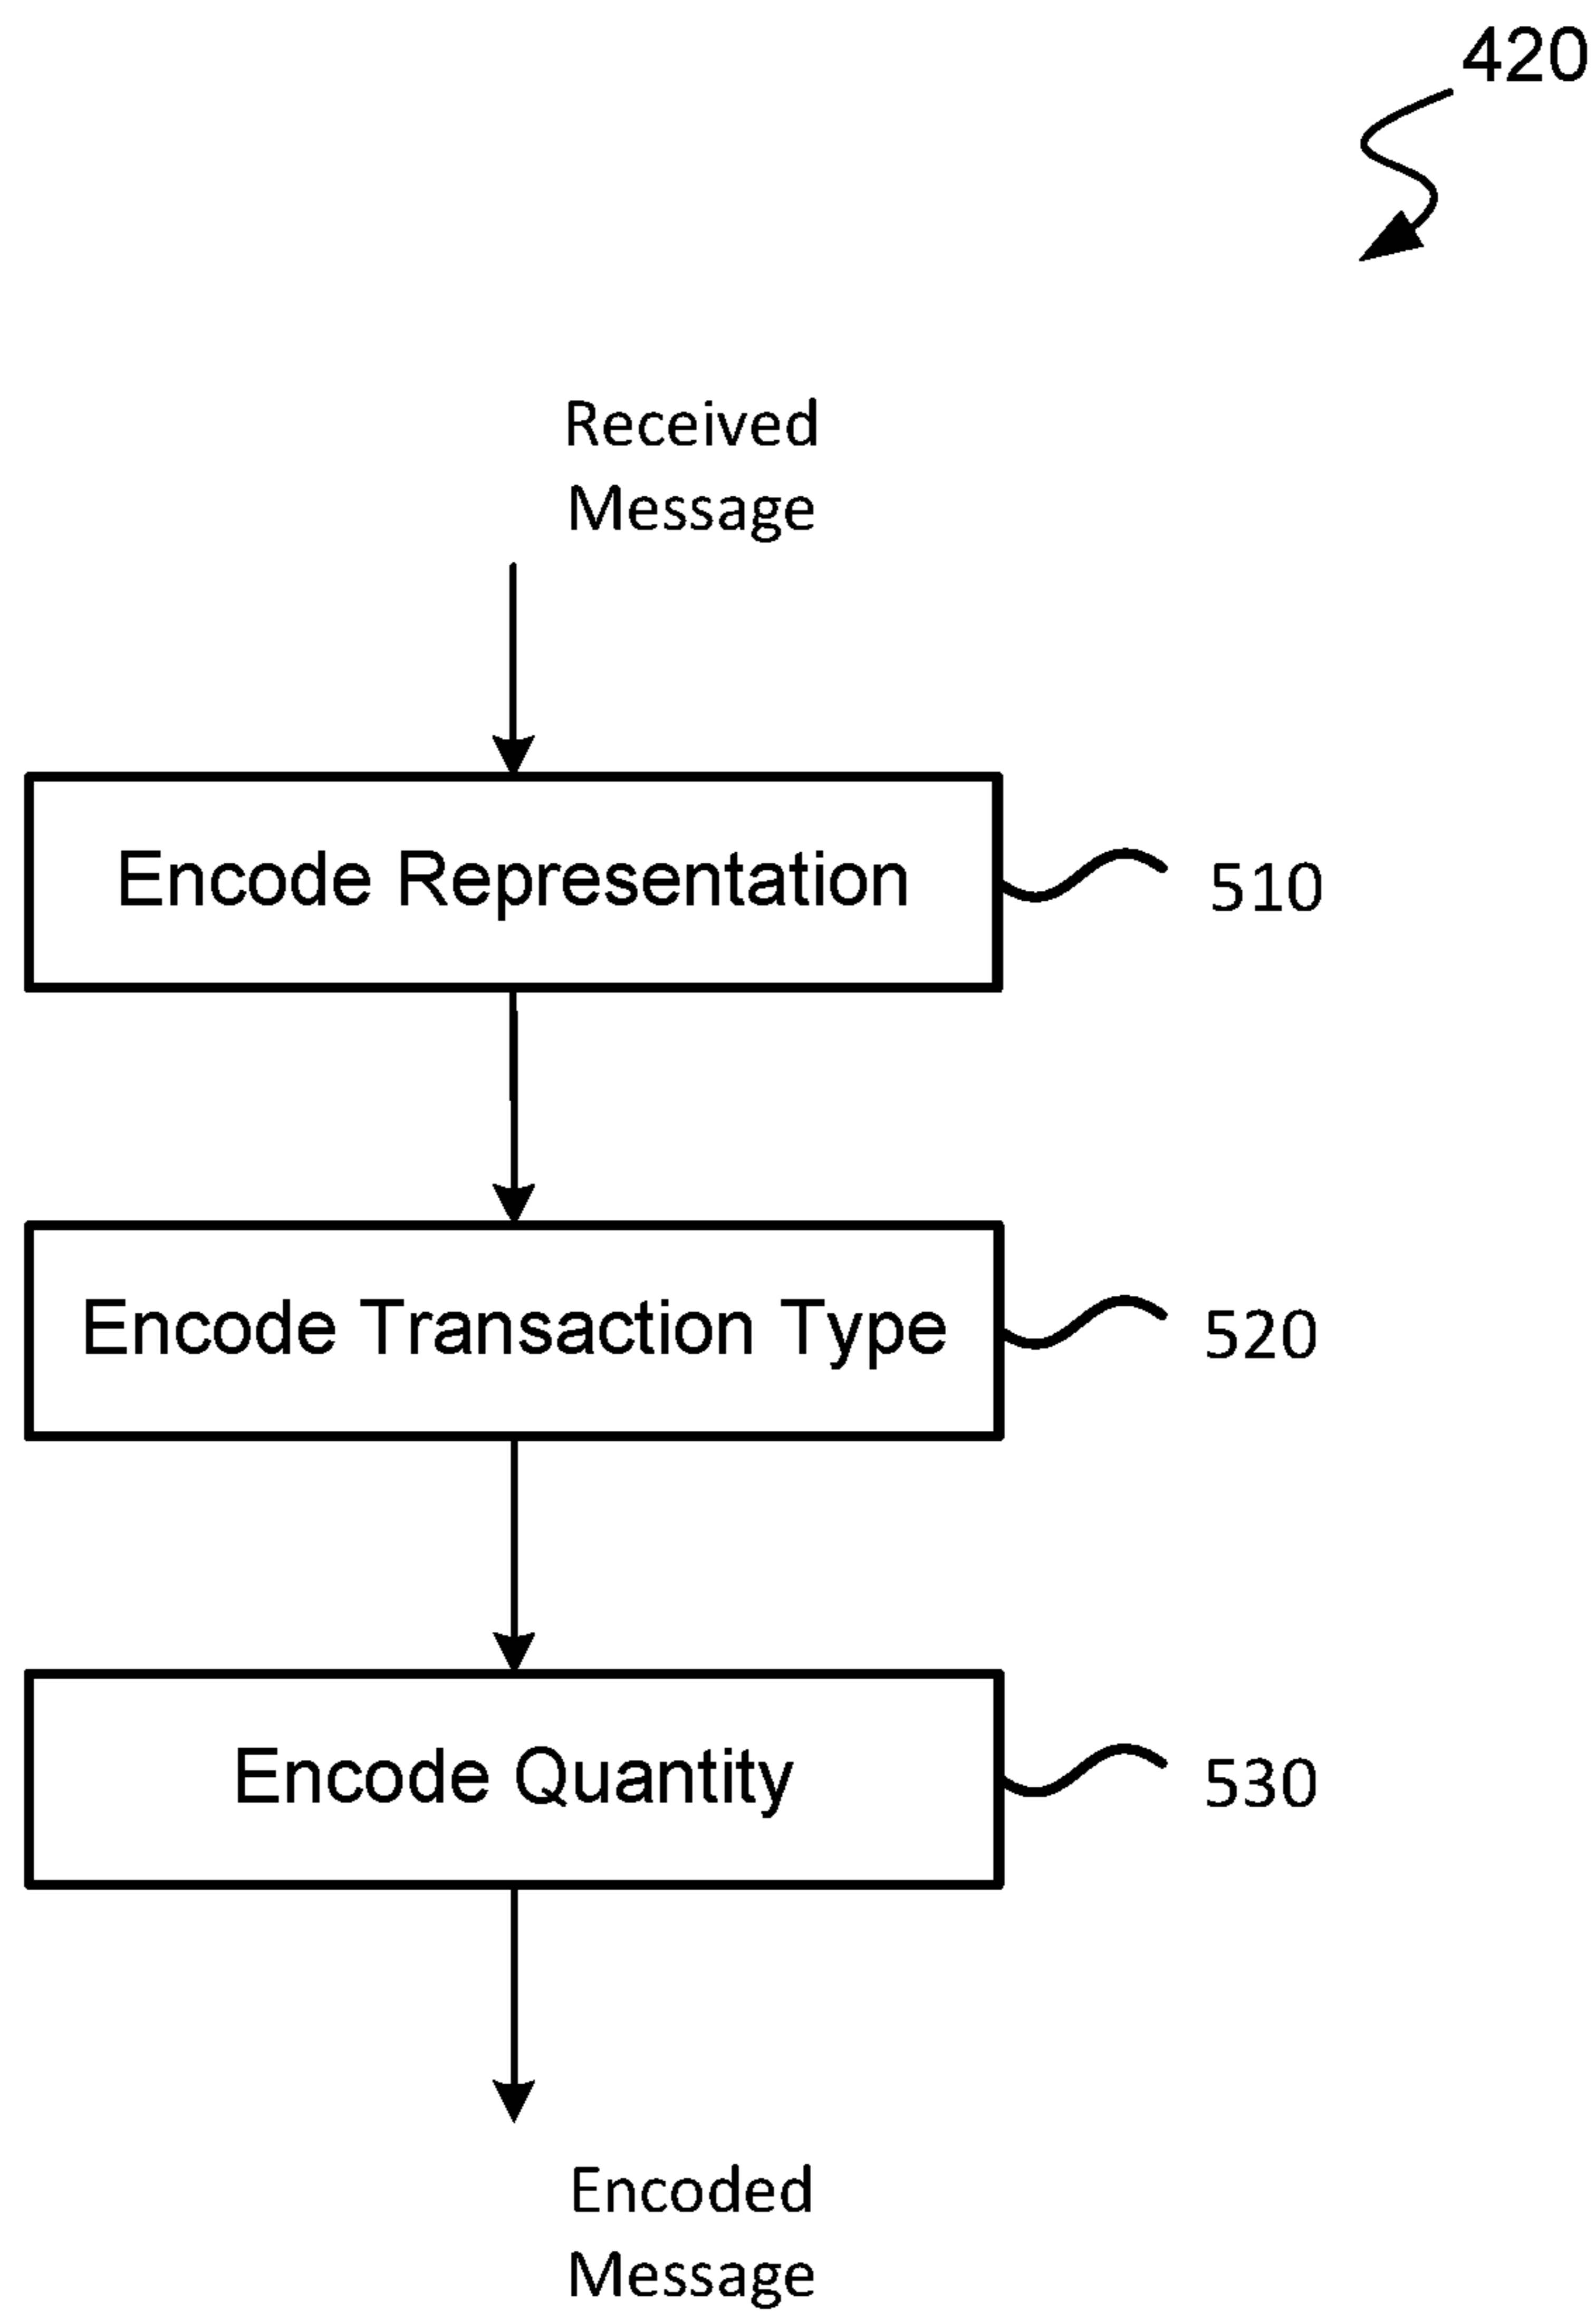 420
Received
Message
Encode Representation
510
Encode Transaction Type
520
Encode Quantity
530
Encoded
Message